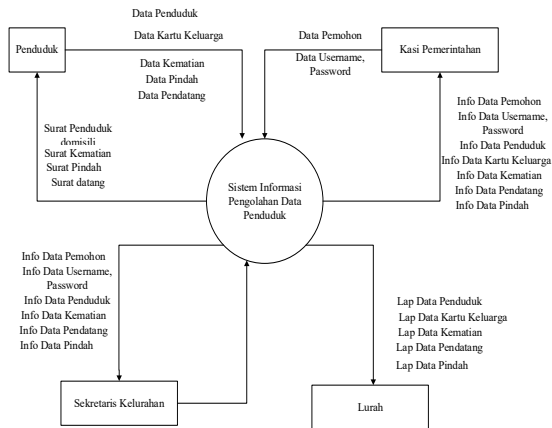 Data Penduduk
Data Kartu Keluarga
Data Kematian
Data Pindah
Data Pendatang
Penduduk
Data Pemohon
Data Username,
Password
Kasi Pemerintahan
Surat Penduduk
domisili
Surat Kematian
Surat Pindah
Surat datang
Sistem Informasi
Pengolahan Data
Penduduk
Info Data Pemohon
Info Data Username,
Password
Info Data Penduduk
Info Data Kartu Keluarga
Info Data Kematian
Info Data Pendatang
Info Data Pindah
Info Data Pemohon
Info Data Username,
Password
Info Data Penduduk
Info Data Kematian
Info Data Pendatang
Info Data Pindah
Lap Data Penduduk
Lap Data Kartu Keluarga
Lap Data Kematian
Lap Data Pendatang
Lap Data Pindah
Sekretaris Kelurahan
Lurah